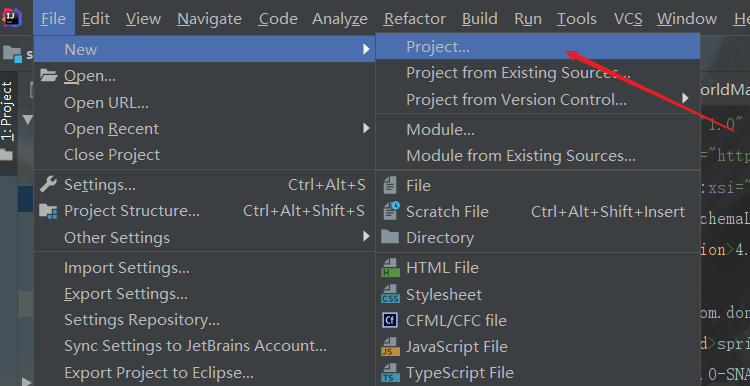 File Edit View Navigate Code Analyze Refactor Build Run Tools VCS Window He
New
Project...
Open...
Project from Existing Sources...
Open URL...
Project from Version Control...
Open Recent
Module...
Close Project
Module from Existing Sources...
Settings... Ctrl+Alt+S
File
Project Structure... Ctrl+Alt+Shift+S
Scratch File Ctrl+Alt+Shift+Insert
Other Settings
Directory
Import Settings...
HTML File
Export Settings...
Stylesheet
Settings Repository...
CFML/CFC file
Sync Settings to JetBrains Account...
JavaScript File
Export Project to Eclipse...
TypeScript File
1: Project
s
orldMa
"1.0"
="http
:xsi="
chemaL
ion>4.
om.don
d>spri
.0-SNA